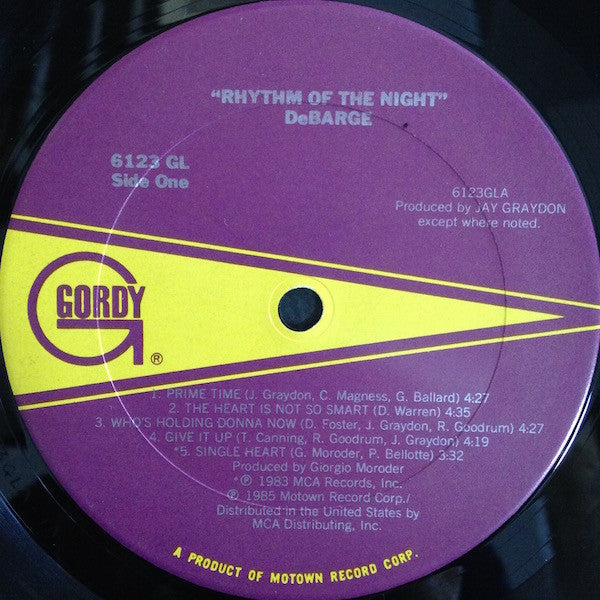 "RHYTHM OF THE NIGHT"
DeBARGE
6123 GL
Side One
6123GLA
Produced by JAY GRAYDON
except where noted.
GORDY
®
1. PRIME TIME (J. Graydon, C. Magness, G. Ballard) 4:27
2. THE HEART IS NOT SO SMART (D. Warren) 4:35
3. WHO'S HOLDING DONNA NOW (D. Foster, J. Graydon, R. Goodrum) 4:27
4. GIVE IT UP (T. Canning, R. Goodrum, J. Graydon) 4:19
*5. SINGLE HEART (G. Moroder, P. Bellotte) 3:32
Produced by Giorgio Moroder
*℗ 1983 MCA Records, Inc.
℗ 1985 Motown Record Corp./
Distributed in the United States by
MCA Distributing, Inc.
A PRODUCT OF MOTOWN RECORD CORP.